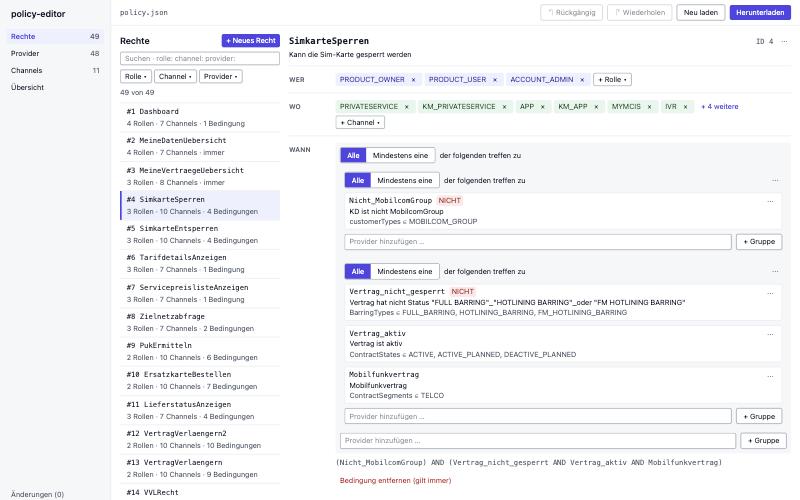 policy-editor
policy.json
Rückgängig
Wiederholen
Neu laden
Herunterladen
Rechte 49
Provider 48
Channels 11
Übersicht
Änderungen (0)
Rechte
+ Neues Recht
Suchen · rolle: channel: provider:
Rolle
Channel
Provider
49 von 49
#1 Dashboard
4 Rollen · 7 Channels · 1 Bedingung
#2 MeineDatenUebersicht
4 Rollen · 7 Channels · immer
#3 MeineVertraegeUebersicht
3 Rollen · 8 Channels · immer
#4 SimkarteSperren
3 Rollen · 10 Channels · 4 Bedingungen
#5 SimkarteEntsperren
3 Rollen · 10 Channels · 4 Bedingungen
#6 TarifdetailsAnzeigen
3 Rollen · 7 Channels · 1 Bedingung
#7 ServicepreislisteAnzeigen
3 Rollen · 7 Channels · 1 Bedingung
#8 Zielnetzabfrage
3 Rollen · 7 Channels · 2 Bedingungen
#9 PukErmitteln
2 Rollen · 10 Channels · 6 Bedingungen
#10 ErsatzkarteBestellen
2 Rollen · 10 Channels · 7 Bedingungen
#11 LieferstatusAnzeigen
3 Rollen · 7 Channels · 4 Bedingungen
#12 VertragVerlaengern2
2 Rollen · 10 Channels · 10 Bedingungen
#13 VertragVerlaengern
2 Rollen · 10 Channels · 9 Bedingungen
#14 VVLRecht
SimkarteSperren
ID 4 ...
Kann die Sim-Karte gesperrt werden
WER
PRODUCT_OWNER ×
PRODUCT_USER ×
ACCOUNT_ADMIN ×
+ Rolle
WO
PRIVATESERVICE ×
KM_PRIVATESERVICE ×
APP ×
KM_APP ×
MYMCIS ×
IVR ×
+ 4 weitere
+ Channel
WANN
Alle Mindestens eine der folgenden treffen zu
Alle Mindestens eine der folgenden treffen zu ...
Nicht_MobilcomGroup NICHT ...
KD ist nicht MobilcomGroup
customerTypes ∈ MOBILCOM_GROUP
Provider hinzufügen ... + Gruppe
Alle Mindestens eine der folgenden treffen zu ...
Vertrag_nicht_gesperrt NICHT ...
Vertrag hat nicht Status "FULL BARRING"_"HOTLINING BARRING"_oder "FM HOTLINING BARRING"
BarringTypes ∈ FULL_BARRING, HOTLINING_BARRING, FM_HOTLINING_BARRING
Vertrag_aktiv ...
Vertrag ist aktiv
ContractStates ∈ ACTIVE, ACTIVE_PLANNED, DEACTIVE_PLANNED
Mobilfunkvertrag ...
Mobilfunkvertrag
ContractSegments ∈ TELCO
Provider hinzufügen ... + Gruppe
Provider hinzufügen ... + Gruppe
(Nicht_MobilcomGroup) AND (Vertrag_nicht_gesperrt AND Vertrag_aktiv AND Mobilfunkvertrag)
Bedingung entfernen (gilt immer)